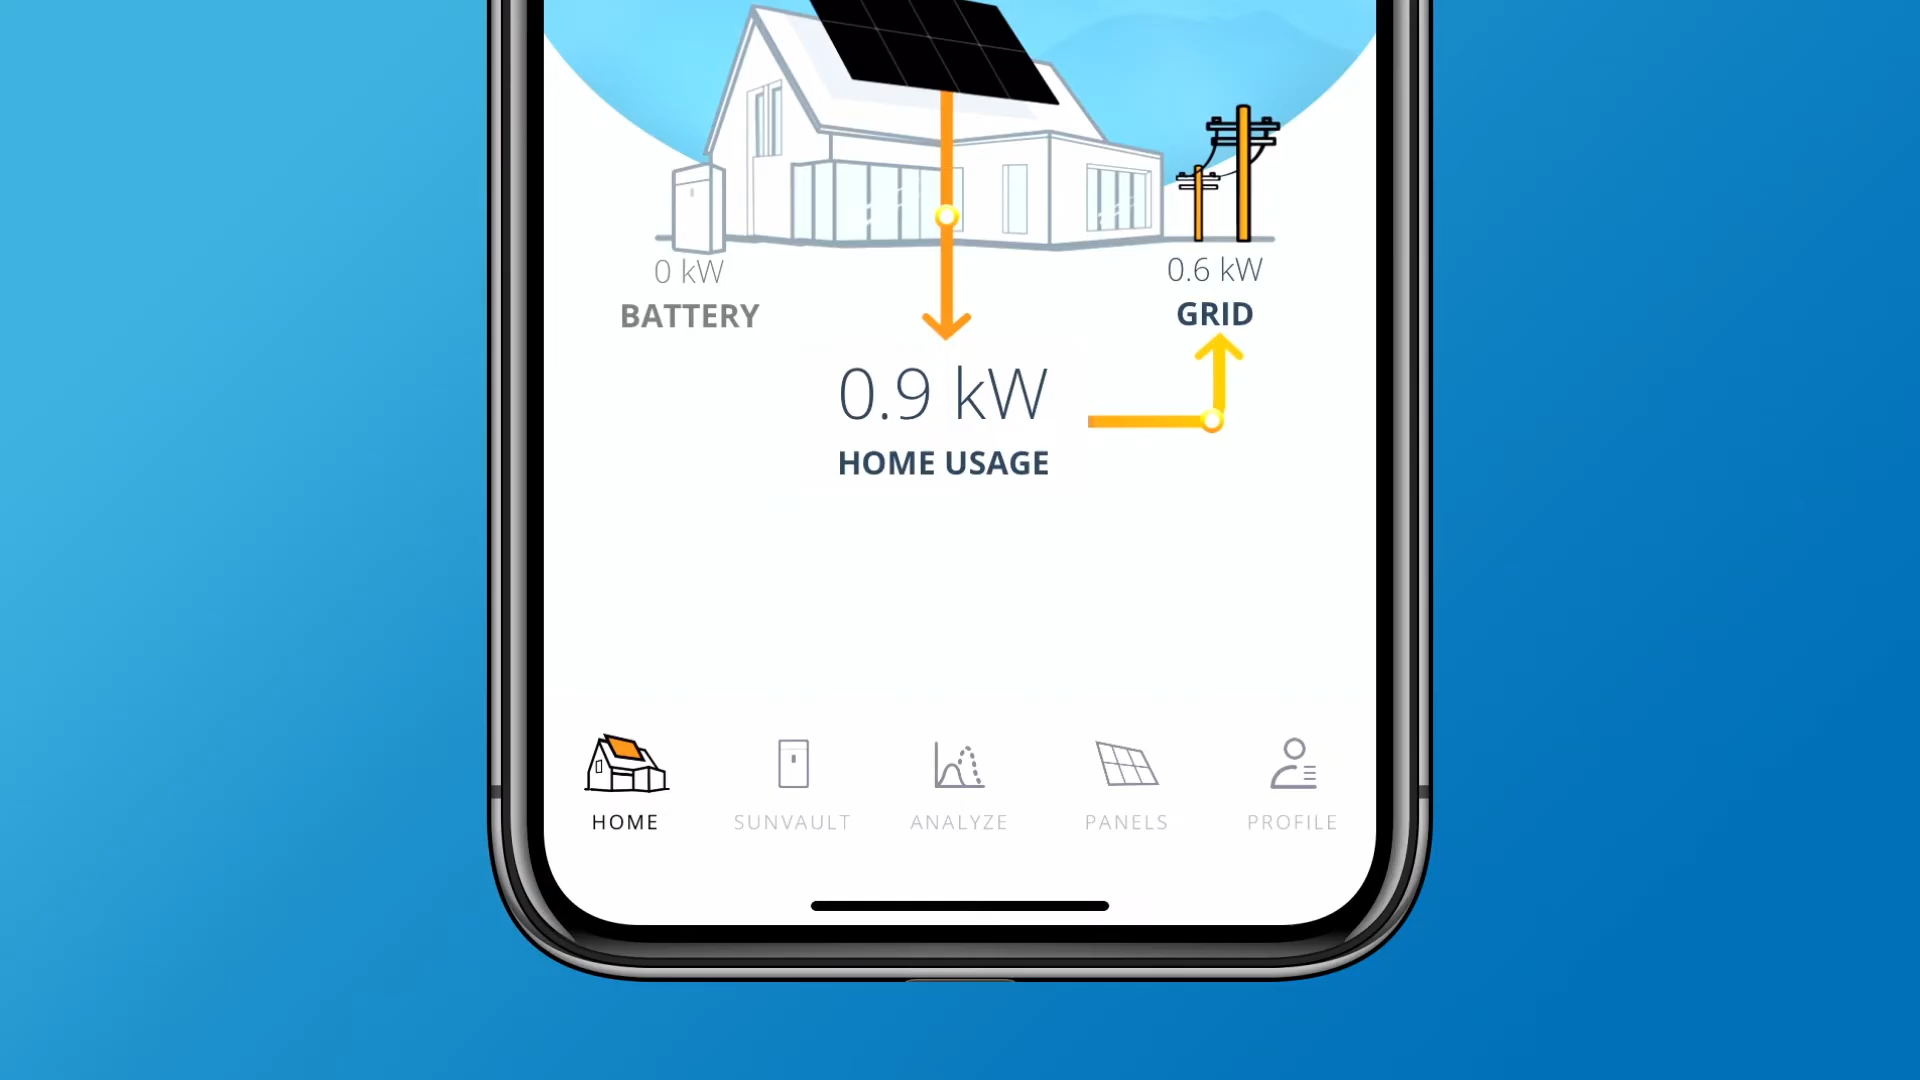 0 kW
BATTERY
0.6 kW
GRID
0.9 kW
HOME USAGE
HOME
SUNVAULT
ANALYZE
PANELS
PROFILE